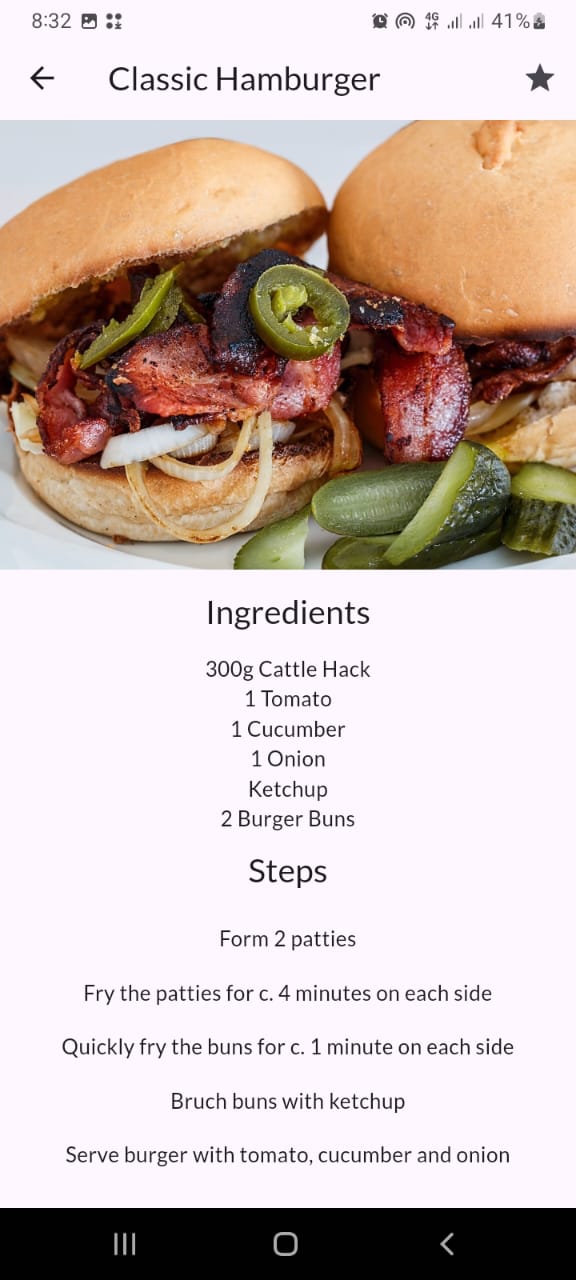 8:32
4G
41%
Classic Hamburger
Ingredients
300g Cattle Hack
1 Tomato
1 Cucumber
1 Onion
Ketchup
2 Burger Buns
Steps
Form 2 patties
Fry the patties for c. 4 minutes on each side
Quickly fry the buns for c. 1 minute on each side
Bruch buns with ketchup
Serve burger with tomato, cucumber and onion